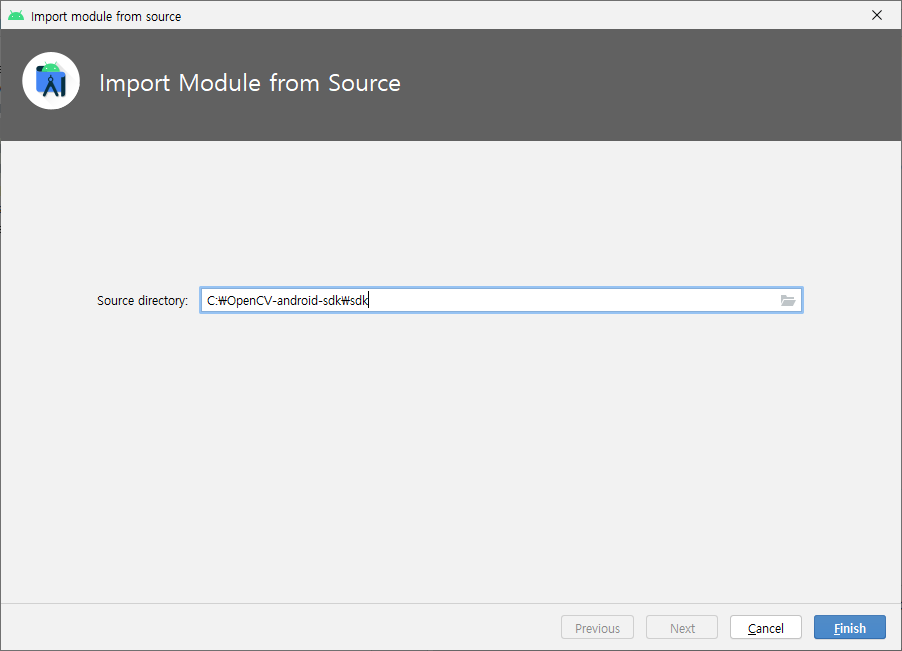 Import module from source
Import Module from Source
Source directory: C:₩OpenCV-android-sdk₩sdk
Previous Next Cancel Finish